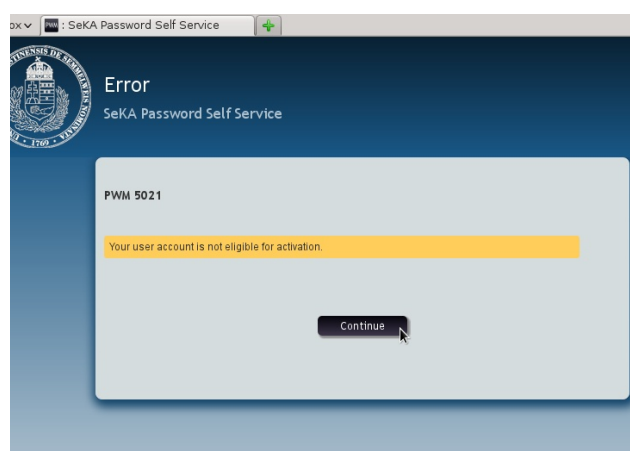 : SeKA Password Self Service
Error
SeKA Password Self Service
PWM 5021
Your user account is not eligible for activation.
Continue